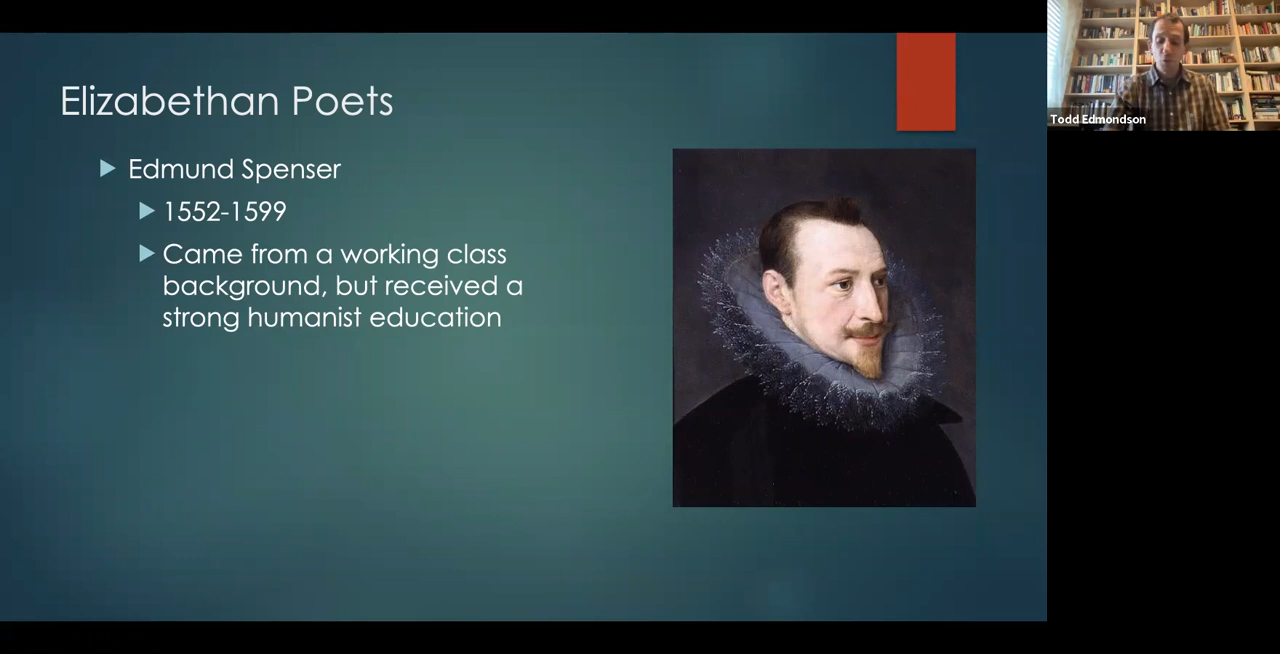 Elizabethan Poets
Edmund Spenser
1552-1599
Came from a working class
background, but received a
strong humanist education
Todd Edmondson